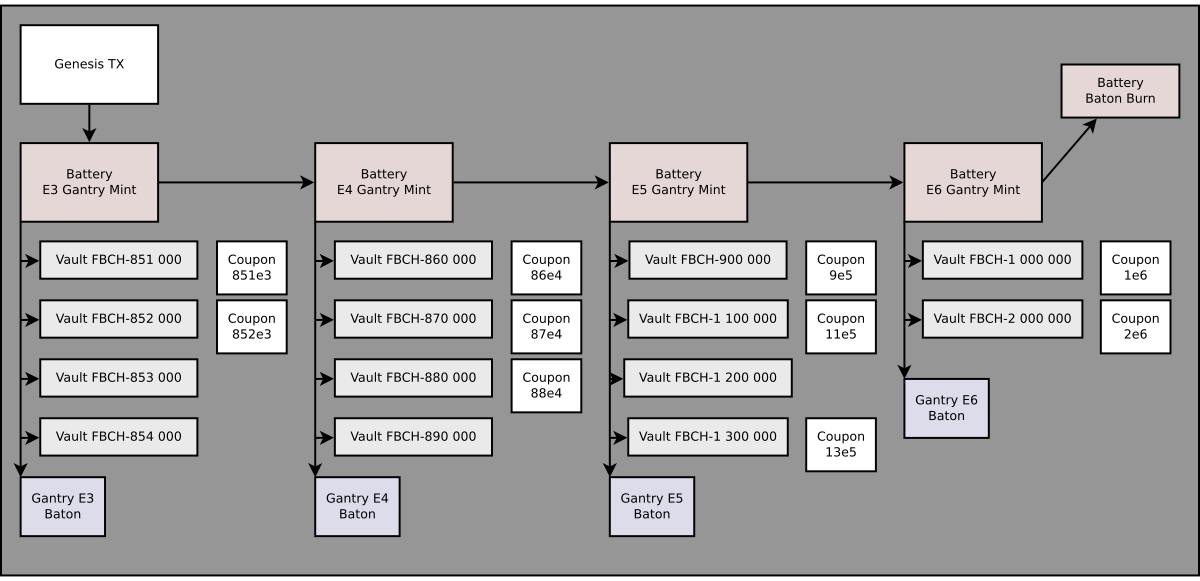 Genesis TX
Battery
Baton Burn
Battery
E3 Gantry Mint
Battery
E4 Gantry Mint
Battery
E5 Gantry Mint
Battery
E6 Gantry Mint
Vault FBCH-851 000
Coupon
851e3
Vault FBCH-852 000
Coupon
852e3
Vault FBCH-853 000
Vault FBCH-854 000
Gantry E3
Baton
Vault FBCH-860 000
Coupon
86e4
Vault FBCH-870 000
Coupon
87e4
Vault FBCH-880 000
Coupon
88e4
Vault FBCH-890 000
Gantry E4
Baton
Vault FBCH-900 000
Coupon
9e5
Vault FBCH-1 100 000
Coupon
11e5
Vault FBCH-1 200 000
Vault FBCH-1 300 000
Coupon
13e5
Gantry E5
Baton
Vault FBCH-1 000 000
Coupon
1e6
Vault FBCH-2 000 000
Coupon
2e6
Gantry E6
Baton